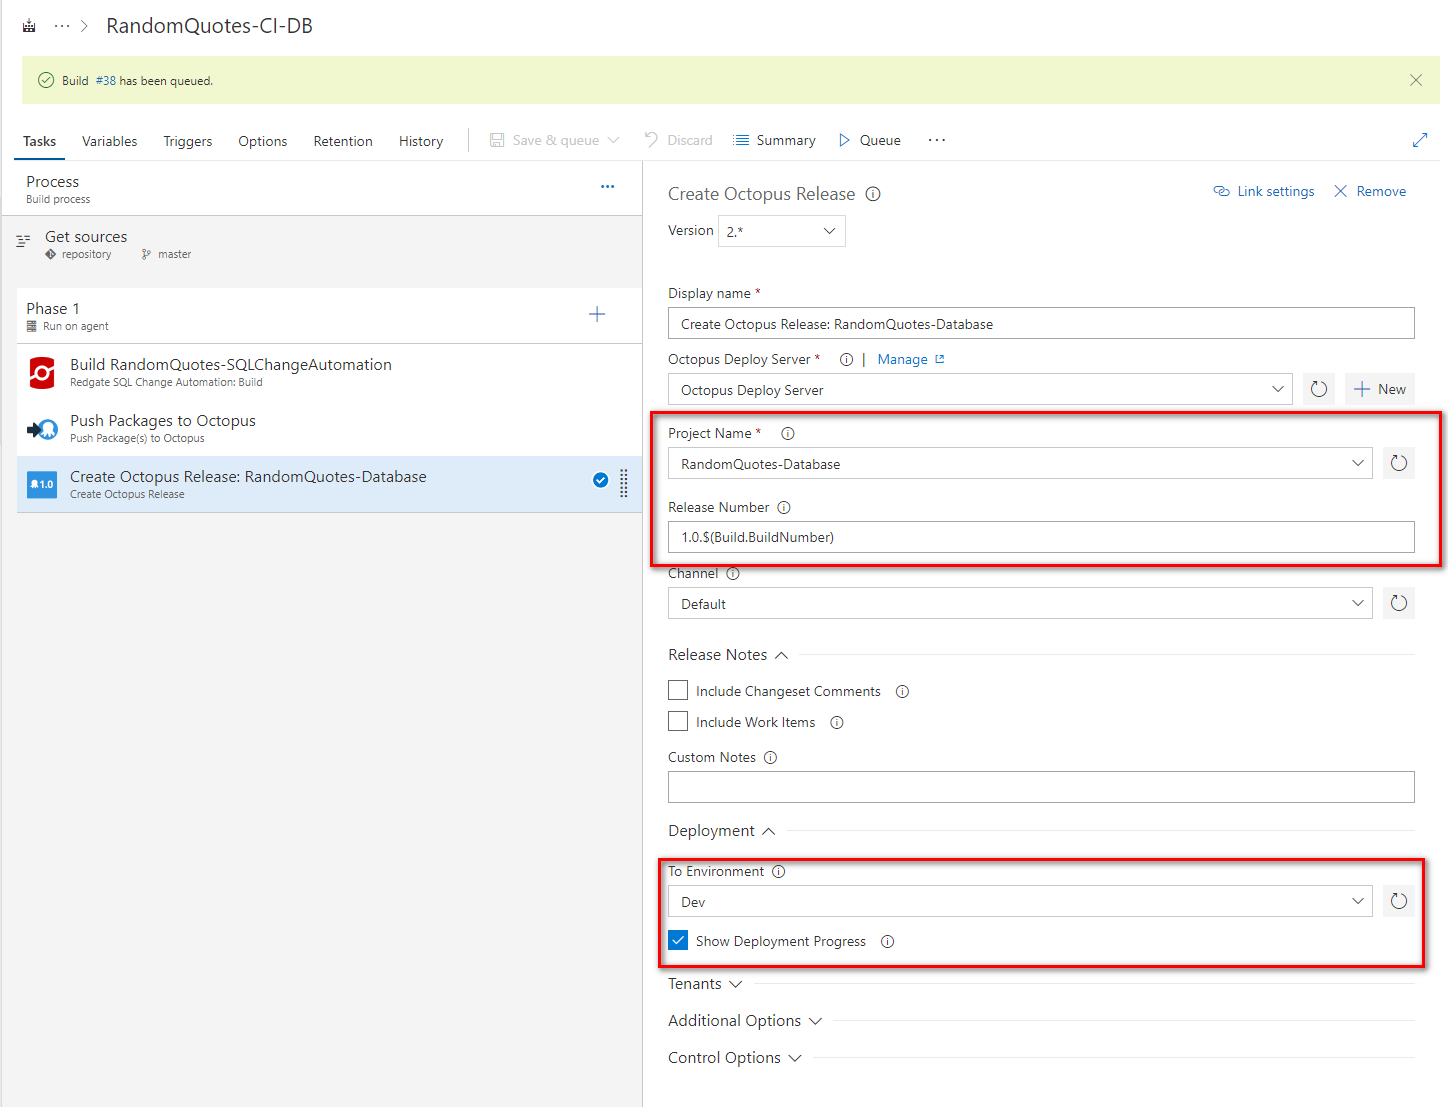 ··· > RandomQuotes-CI-DB
Build #38 has been queued.
Tasks Variables Triggers Options Retention History Save & queue Discard Summary Queue ···
Process
Build process
Get sources
repository master
Phase 1
Run on agent
Build RandomQuotes-SQLChangeAutomation
Redgate SQL Change Automation: Build
Push Packages to Octopus
Push Package(s) to Octopus
1.0 Create Octopus Release: RandomQuotes-Database
Create Octopus Release
Create Octopus Release Link settings Remove
Version 2.*
Display name *
Create Octopus Release: RandomQuotes-Database
Octopus Deploy Server * | Manage
Octopus Deploy Server New
Project Name *
RandomQuotes-Database
Release Number
1.0.$(Build.BuildNumber)
Channel
Default
Release Notes
Include Changeset Comments
Include Work Items
Custom Notes
Deployment
To Environment
Dev
Show Deployment Progress
Tenants
Additional Options
Control Options